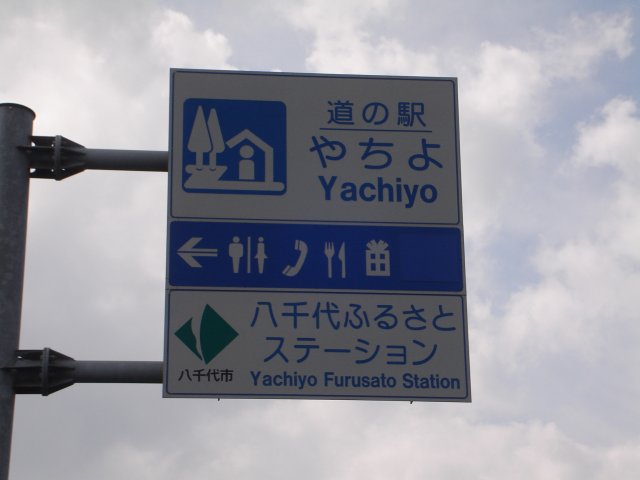 道の駅
やちよ
Yachiyo
八千代ふるさと
ステーション
八千代市
Yachiyo Furusato Station